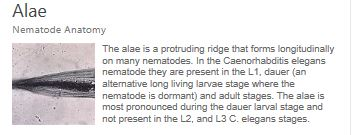 Alae
Nematode Anatomy
The alae is a protruding ridge that forms longitudinally
on many nematodes. In the Caenorhabditis elegans
nematode they are present in the L1, dauer (an
alternative long living larvae stage where the
nematode is dormant) and adult stages. The alae is
most pronounced during the dauer larval stage and
not present in the L2, and L3 C. elegans stages.